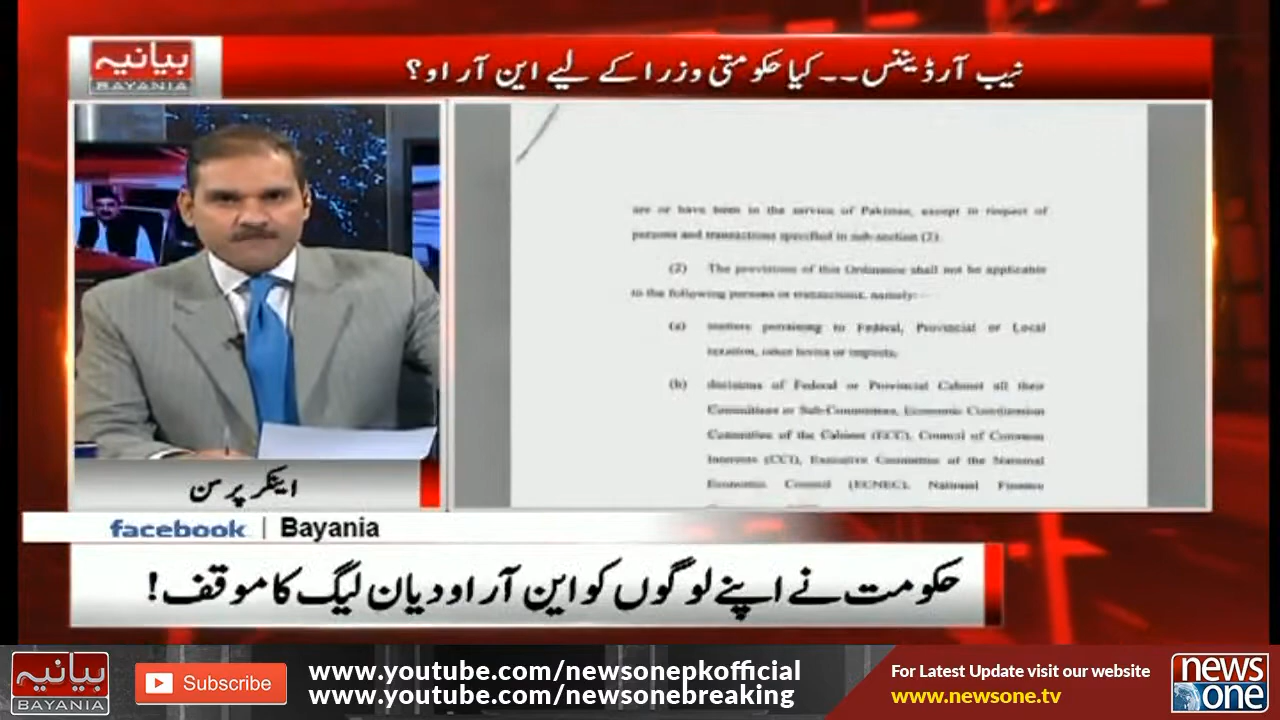 بیانیہ
BAYANIA
نیب آرڈیننس۔۔کیا حکومتی وزرا کے لیے این آر او؟
are or have been in the service of Pakistan, except in respect of
persons and transactions specified in sub-section (2).
(2) The provisions of this Ordinance shall not be applicable
to the following persons or transactions, namely:—
(a) matters pertaining to Federal, Provincial or Local
taxation, other levies or imposts;
(b) decisions of Federal or Provincial Cabinet all their
Committees or Sub-Committees, Economic Coordination
Committee of the Cabinet (ECC), Council of Common
Interests (CCI), Executive Committee of the National
Economic Council (ECNEC), National Finance
اینکر پرسن
facebook | Bayania
حکومت نے اپنے لوگوں کو این آر او دیا ن لیگ کا موقف!
بیانیہ
BAYANIA
Subscribe
www.youtube.com/newsonepkofficial
www.youtube.com/newsonebreaking
For Latest Update visit our website
www.newsone.tv
news
one